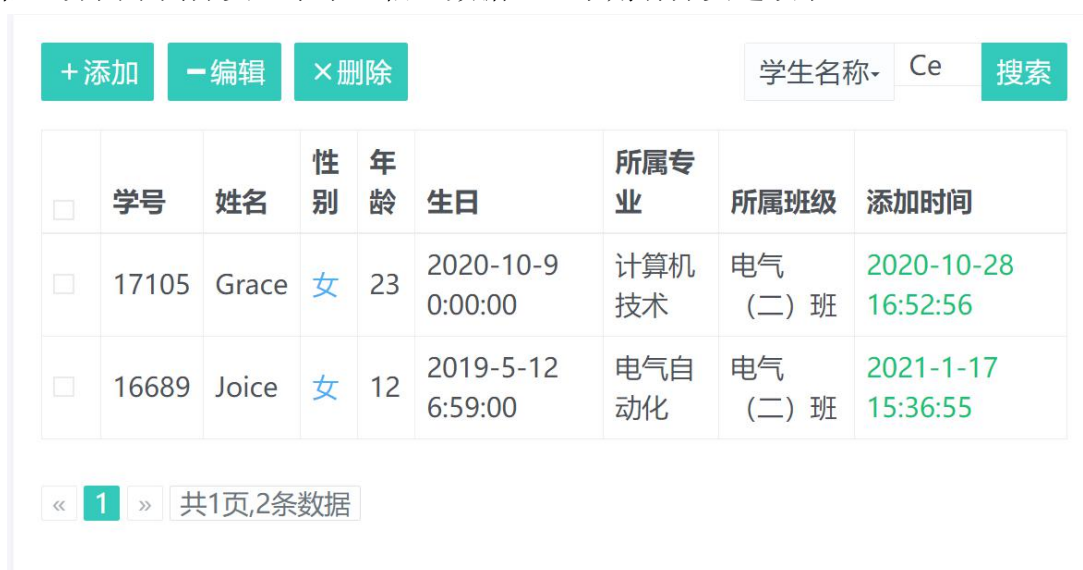 +添加 编辑 ×删除 学生名称 Ce 搜索
学号 姓名 性别 年龄 生日 所属专业 所属班级 添加时间
17105 Grace 女 23 2020-10-9 0:00:00 计算机技术 电气（二）班 2020-10-28 16:52:56
16689 Joice 女 12 2019-5-12 6:59:00 电气自动化 电气（二）班 2021-1-17 15:36:55
« 1 » 共1页,2条数据